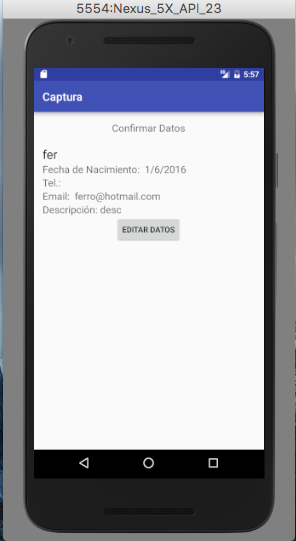 5554:Nexus_5X_API_23
5:57
Captura
Confirmar Datos
fer
Fecha de Nacimiento: 1/6/2016
Tel.:
Email: ferro@hotmail.com
Descripción: desc
EDITAR DATOS